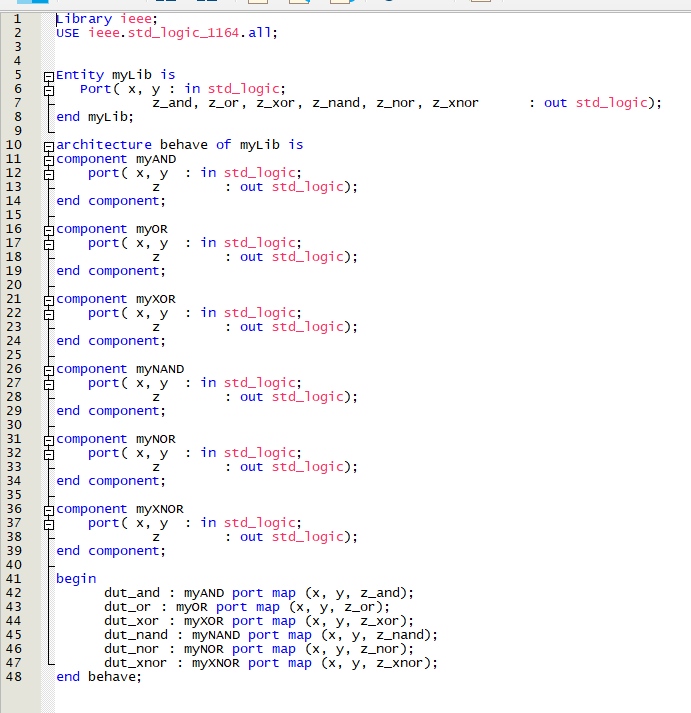 1 Library ieee;
2 USE ieee.std_logic_1164.all;
3
4
5 Entity myLib is
6 Port( x, y : in std_logic;
7 z_and, z_or, z_xor, z_nand, z_nor, z_xnor : out std_logic);
8 end myLib;
9
10 architecture behave of myLib is
11 component myAND
12 port( x, y : in std_logic;
13 z : out std_logic);
14 end component;
15
16 component myOR
17 port( x, y : in std_logic;
18 z : out std_logic);
19 end component;
20
21 component myXOR
22 port( x, y : in std_logic;
23 z : out std_logic);
24 end component;
25
26 component myNAND
27 port( x, y : in std_logic;
28 z : out std_logic);
29 end component;
30
31 component myNOR
32 port( x, y : in std_logic;
33 z : out std_logic);
34 end component;
35
36 component myXNOR
37 port( x, y : in std_logic;
38 z : out std_logic);
39 end component;
40
41 begin
42 dut_and : myAND port map (x, y, z_and);
43 dut_or : myOR port map (x, y, z_or);
44 dut_xor : myXOR port map (x, y, z_xor);
45 dut_nand : myNAND port map (x, y, z_nand);
46 dut_nor : myNOR port map (x, y, z_nor);
47 dut_xnor : myXNOR port map (x, y, z_xnor);
48 end behave;